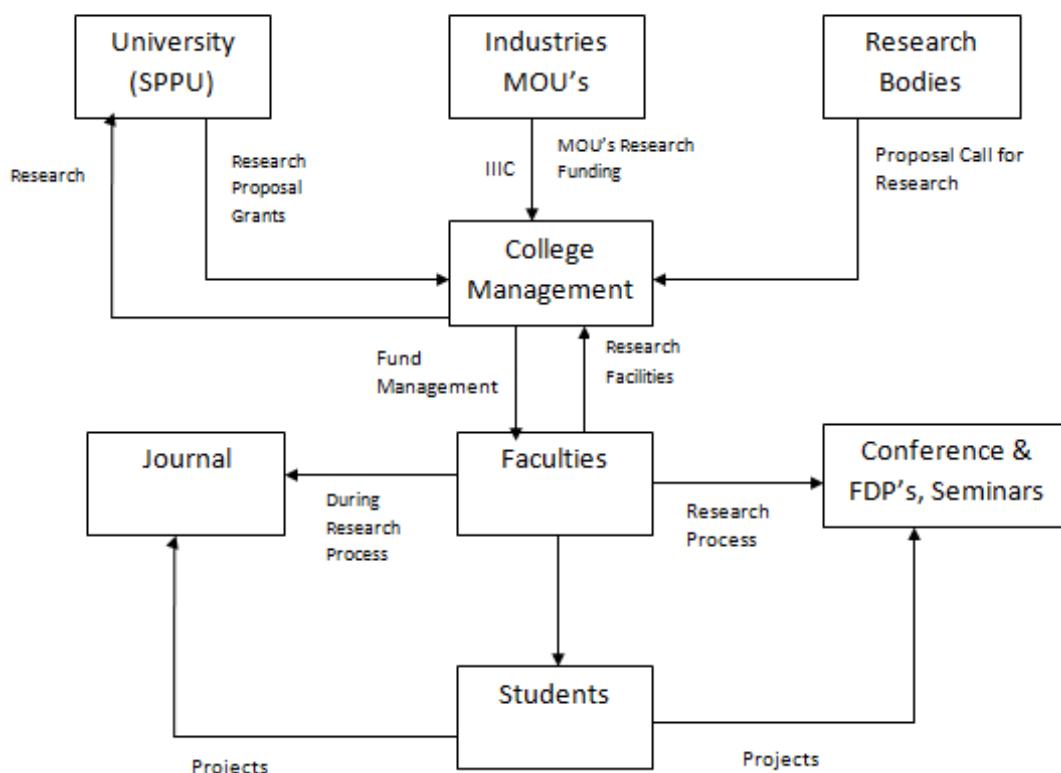 University
(SPPU)
Industries
MOU's
Research
Bodies
Research
Research
Proposal
Grants
IIIC
MOU's Research
Funding
Proposal Call for
Research
College
Management
Fund
Management
Research
Facilities
Journal
Faculties
Conference &
FDP's, Seminars
During
Research
Process
Research
Process
Students
Projects
Projects